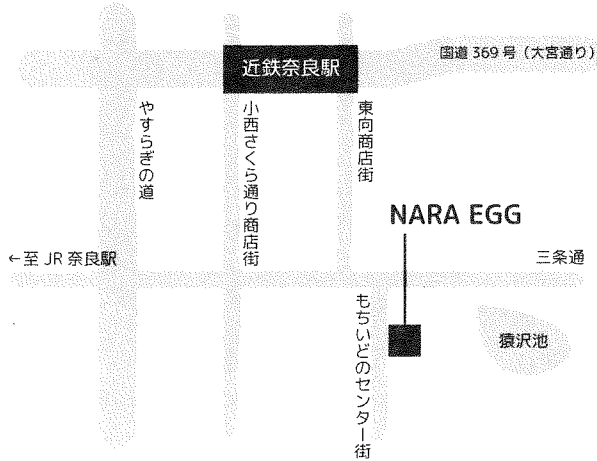 近鉄奈良駅
国道369号（大宮通り）
やすらぎの道
小西さくら通り商店街
東向商店街
NARA EGG
←至 JR 奈良駅
三条通
もちいどのセンター街
猿沢池